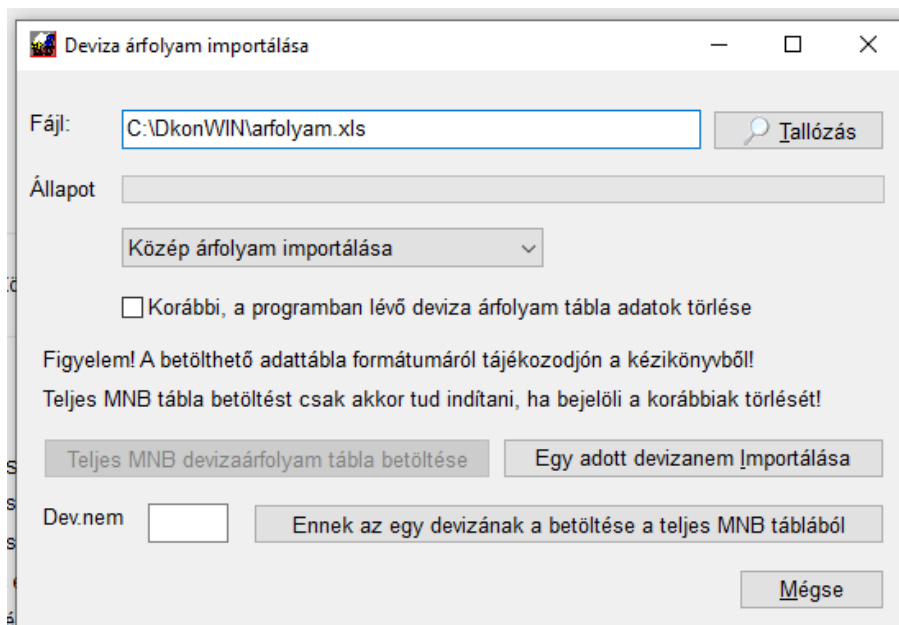 Deviza árfolyam importálása
Fájl: C:\DkonWIN\arfolyam.xls Tallózás
Állapot
Közép árfolyam importálása
Korábbi, a programban lévő deviza árfolyam tábla adatok törlése
Figyelem! A betölthető adattábla formátumáról tájékozodjón a kézikönyvből!
Teljes MNB tábla betöltést csak akkor tud indítani, ha bejelöli a korábbiak törlését!
Teljes MNB devizaárfolyam tábla betöltése Egy adott devizanem Importálása
Dev.nem Ennek az egy devizának a betöltése a teljes MNB táblából
Mégse